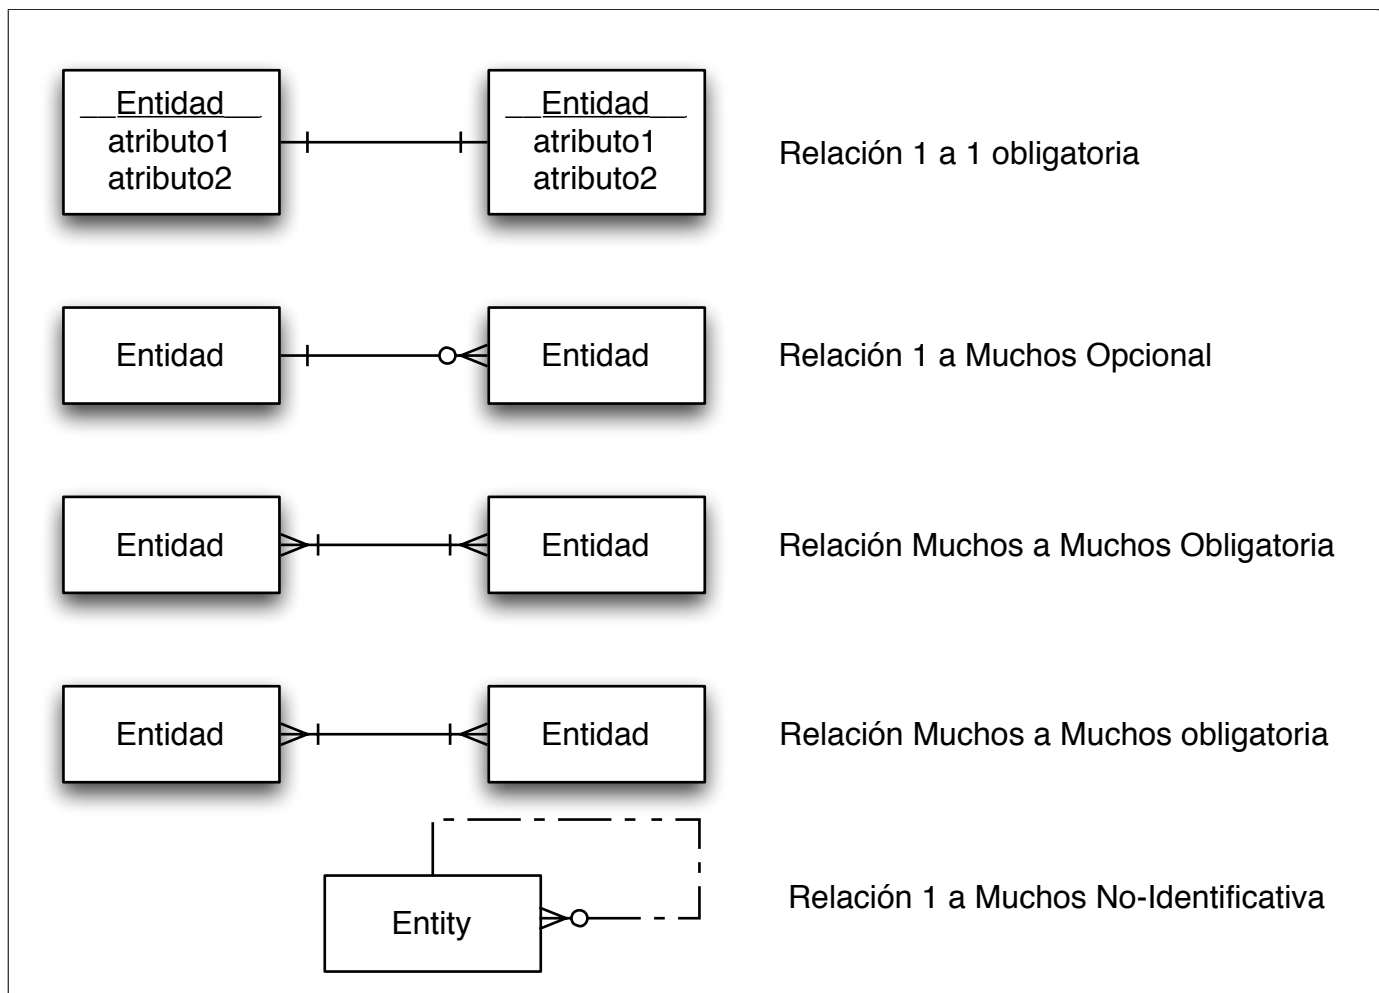 Entidad
atributo1
atributo2
Entidad
atributo1
atributo2
Relación 1 a 1 obligatoria
Entidad
Entidad
Relación 1 a Muchos Opcional
Entidad
Entidad
Relación Muchos a Muchos Obligatoria
Entidad
Entidad
Relación Muchos a Muchos obligatoria
Entity
Relación 1 a Muchos No-Identificativa